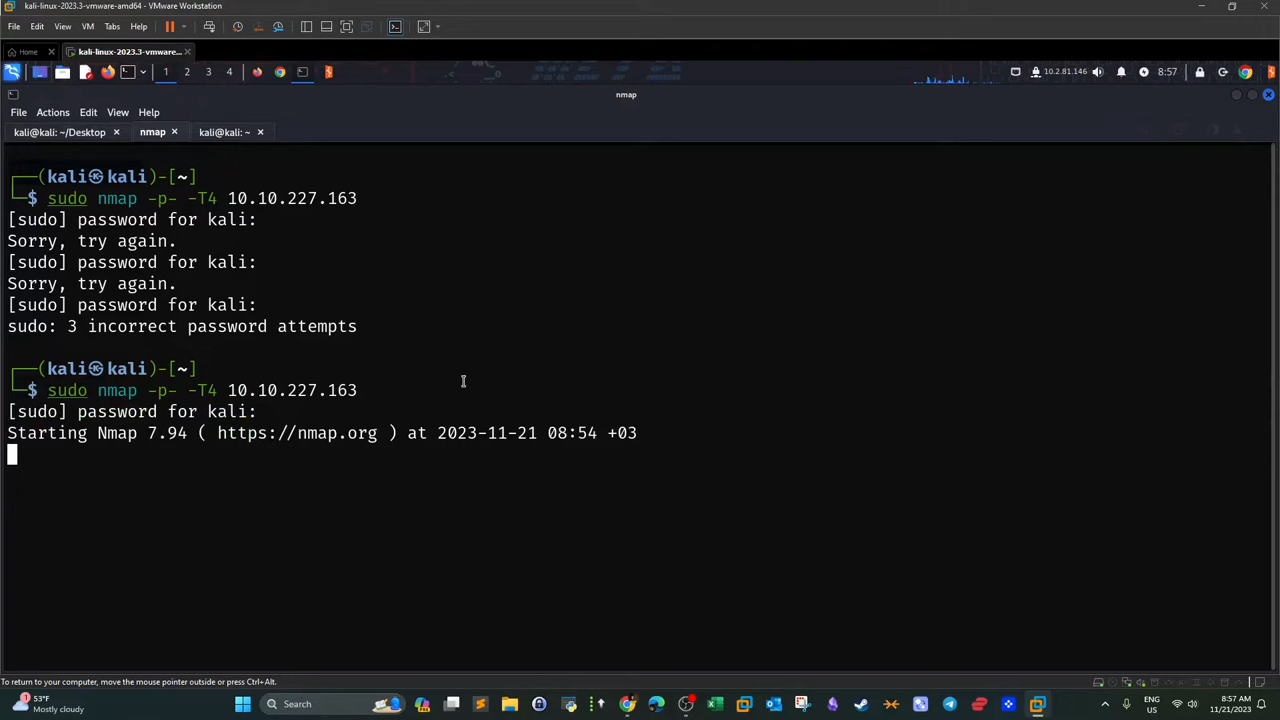 kali-linux-2023.3-vmware-amd64 - VMware Workstation
File Edit View VM Tabs Help
Home kali-linux-2023.3-vmware...
1 2 3 4 10.2.81.146 8:57
nmap
File Actions Edit View Help
kali@kali: ~/Desktop nmap kali@kali: ~
┌──(kali㉿kali)-[~]
└─$ sudo nmap -p- -T4 10.10.227.163
[sudo] password for kali:
Sorry, try again.
[sudo] password for kali:
Sorry, try again.
[sudo] password for kali:
sudo: 3 incorrect password attempts
┌──(kali㉿kali)-[~]
└─$ sudo nmap -p- -T4 10.10.227.163
[sudo] password for kali:
Starting Nmap 7.94 ( https://nmap.org ) at 2023-11-21 08:54 +03
To return to your computer, move the mouse pointer outside or press Ctrl+Alt.
1 53°F
Mostly cloudy
Search
ENG
US
8:57 AM
11/21/2023